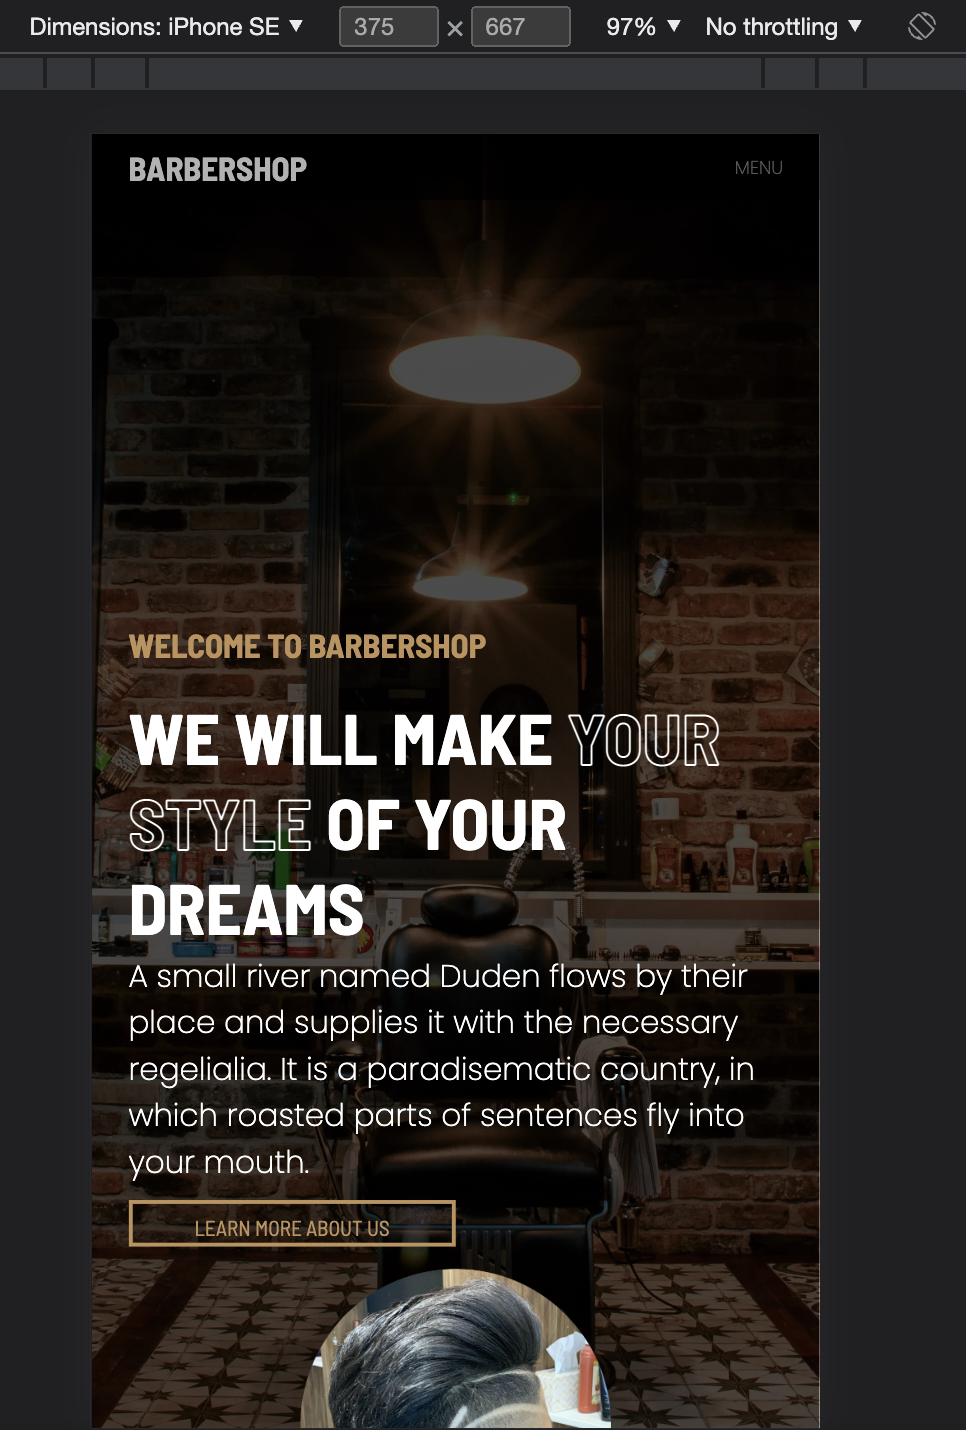 Dimensions: iPhone SE ▼ 375 × 667 97% ▼ No throttling ▼
BARBERSHOP MENU
WELCOME TO BARBERSHOP
WE WILL MAKE YOUR
STYLE OF YOUR
DREAMS
A small river named Duden flows by their
place and supplies it with the necessary
regelialia. It is a paradisematic country, in
which roasted parts of sentences fly into
your mouth.
LEARN MORE ABOUT US